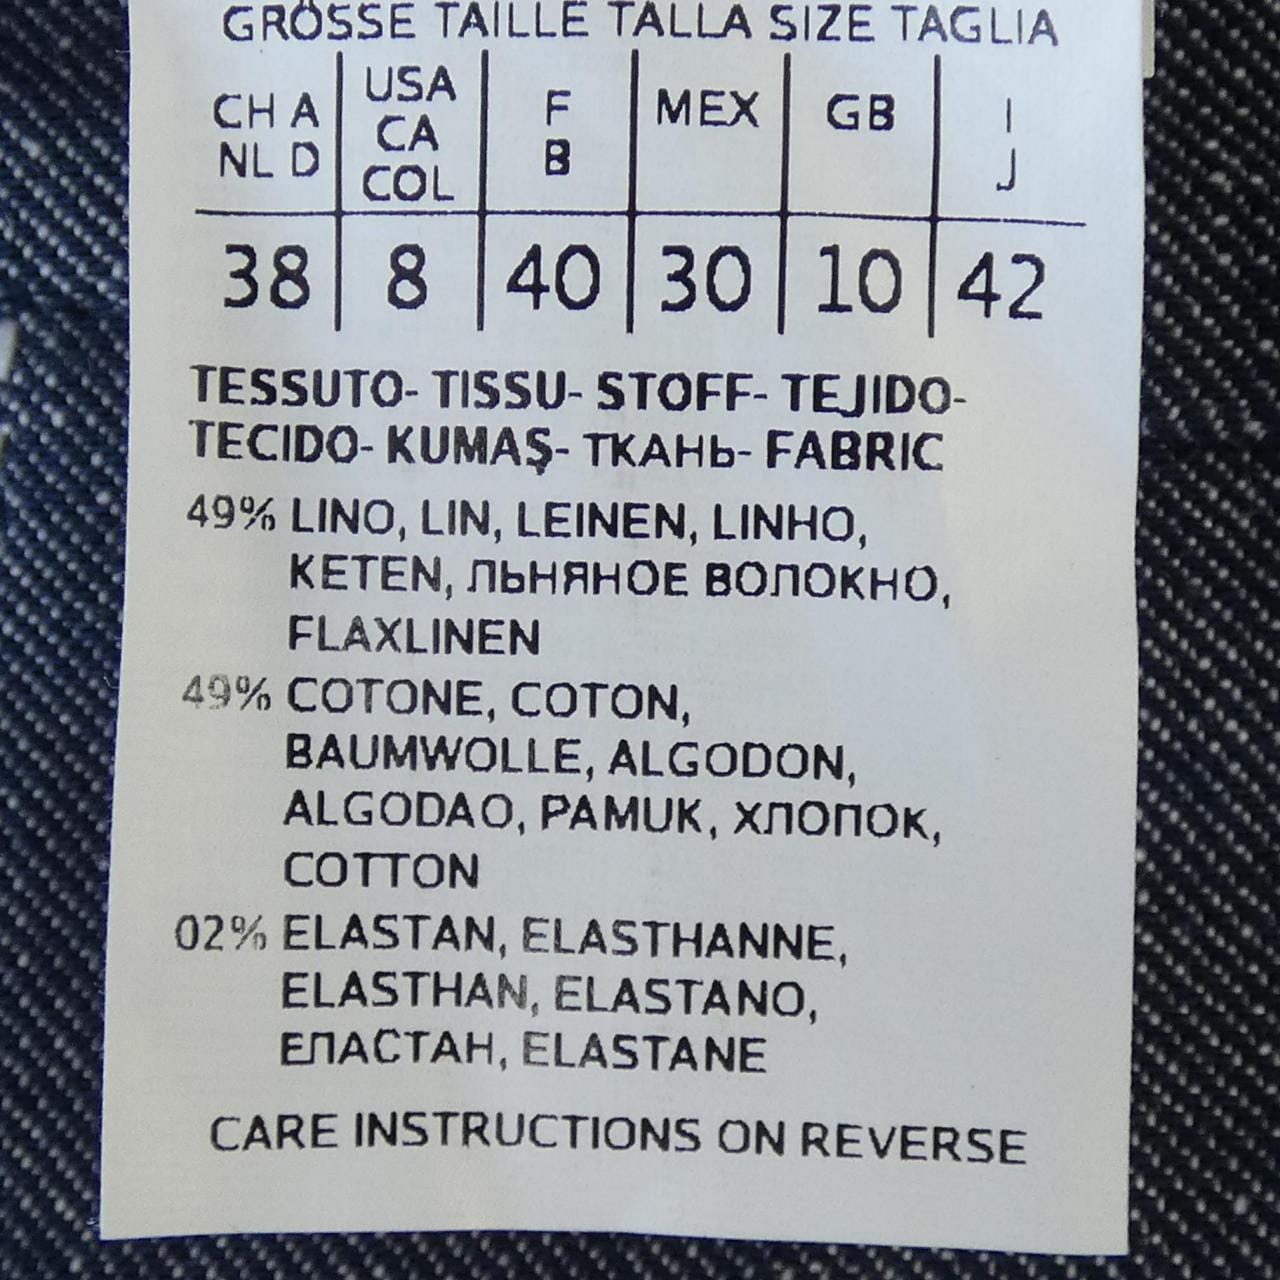 GRÖSSE TAILLE TALLA SIZE TAGLIA
CH A NL D | USA CA COL | F B | MEX | GB | I J
38 | 8 | 40 | 30 | 10 | 42
TESSUTO- TISSU- STOFF- TEJIDO-
TECIDO- KUMAŞ- ТКАНЬ- FABRIC
49% LINO, LIN, LEINEN, LINHO,
KETEN, ЛЬНЯНОЕ ВОЛОКНО,
FLAXLINEN
49% COTONE, COTON,
BAUMWOLLE, ALGODON,
ALGODAO, PAMUK, ХЛОПОК,
COTTON
02% ELASTAN, ELASTHANNE,
ELASTHAN, ELASTANO,
ЕЛАСТАН, ELASTANE
CARE INSTRUCTIONS ON REVERSE